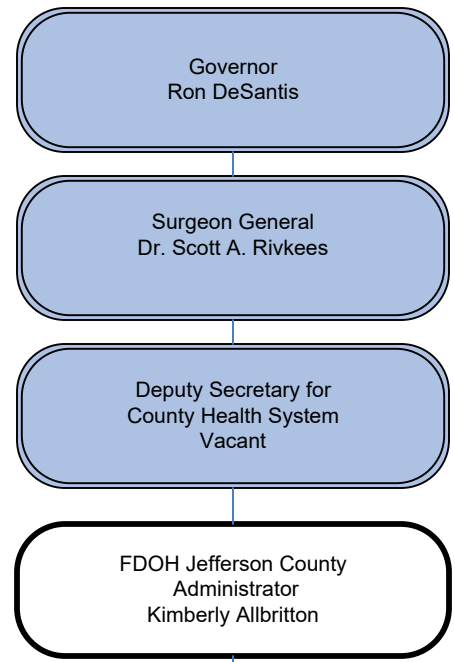 Governor
Ron DeSantis
Surgeon General
Dr. Scott A. Rivkees
Deputy Secretary for
County Health System
Vacant
FDOH Jefferson County
Administrator
Kimberly Allbritton